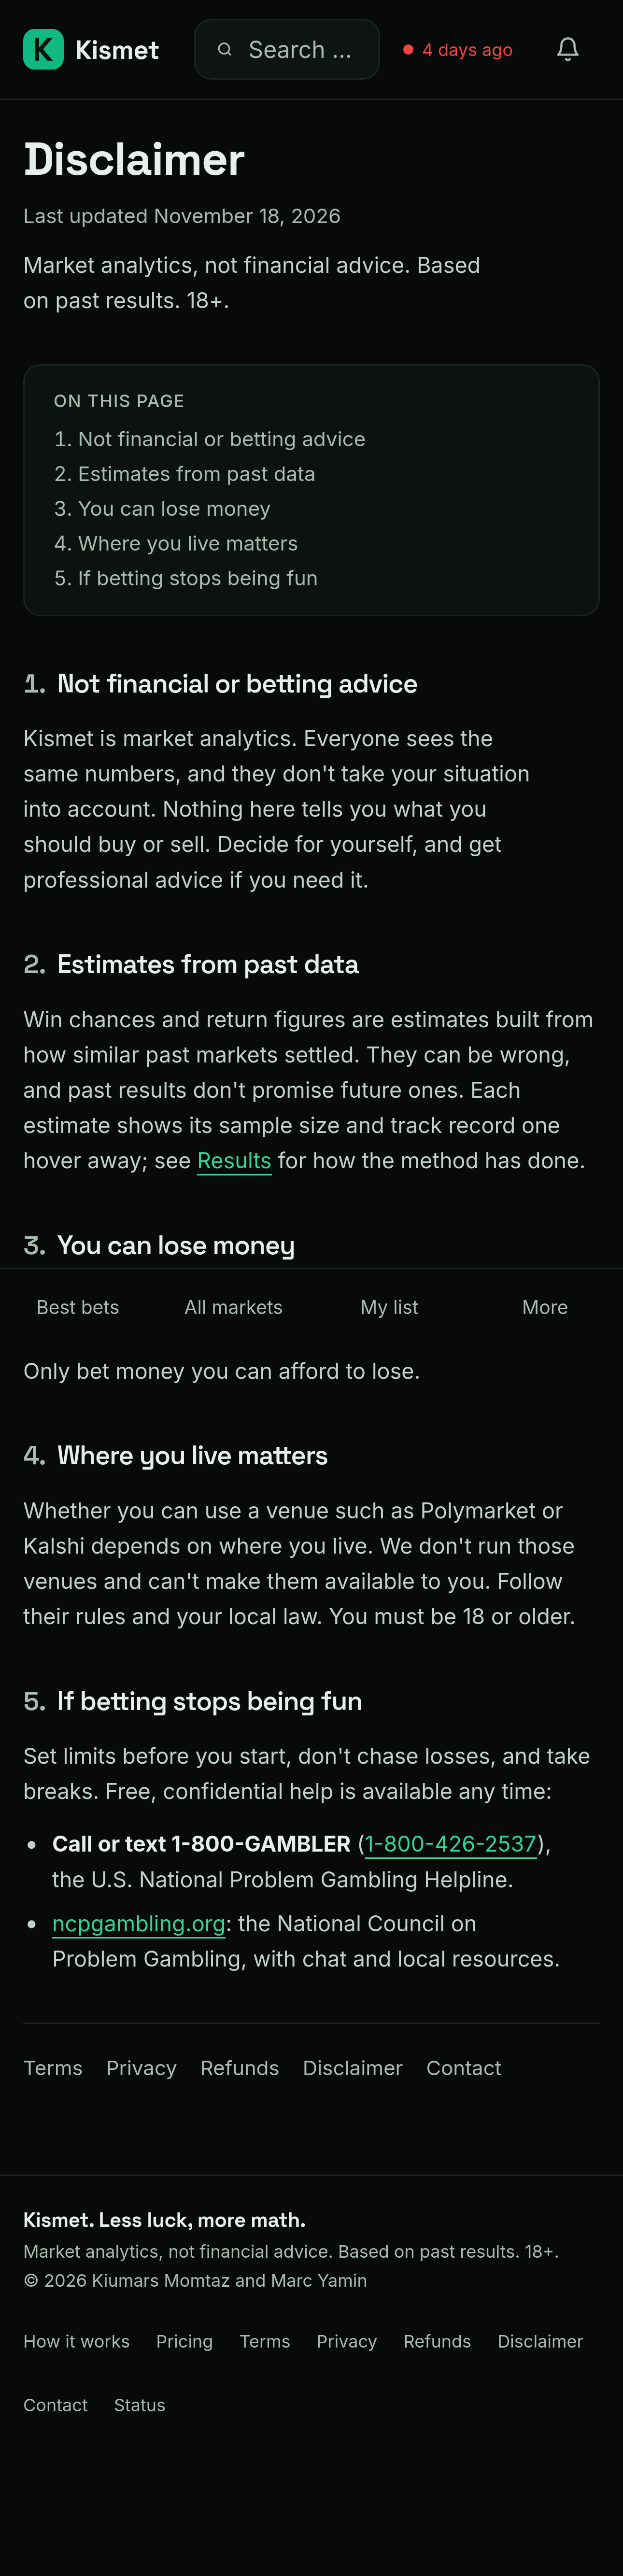 K Kismet
Search ...
4 days ago
Disclaimer
Last updated November 18, 2026
Market analytics, not financial advice. Based
on past results. 18+.
ON THIS PAGE
1. Not financial or betting advice
2. Estimates from past data
3. You can lose money
4. Where you live matters
5. If betting stops being fun
1. Not financial or betting advice
Kismet is market analytics. Everyone sees the
same numbers, and they don't take your situation
into account. Nothing here tells you what you
should buy or sell. Decide for yourself, and get
professional advice if you need it.
2. Estimates from past data
Win chances and return figures are estimates built from
how similar past markets settled. They can be wrong,
and past results don't promise future ones. Each
estimate shows its sample size and track record one
hover away; see Results for how the method has done.
3. You can lose money
Best bets
All markets
My list
More
Only bet money you can afford to lose.
4. Where you live matters
Whether you can use a venue such as Polymarket or
Kalshi depends on where you live. We don't run those
venues and can't make them available to you. Follow
their rules and your local law. You must be 18 or older.
5. If betting stops being fun
Set limits before you start, don't chase losses, and take
breaks. Free, confidential help is available any time:
• Call or text 1-800-GAMBLER (1-800-426-2537),
the U.S. National Problem Gambling Helpline.
• ncpgambling.org: the National Council on
Problem Gambling, with chat and local resources.
Terms Privacy Refunds Disclaimer Contact
Kismet. Less luck, more math.
Market analytics, not financial advice. Based on past results. 18+.
© 2026 Kiumars Momtaz and Marc Yamin
How it works Pricing Terms Privacy Refunds Disclaimer
Contact Status